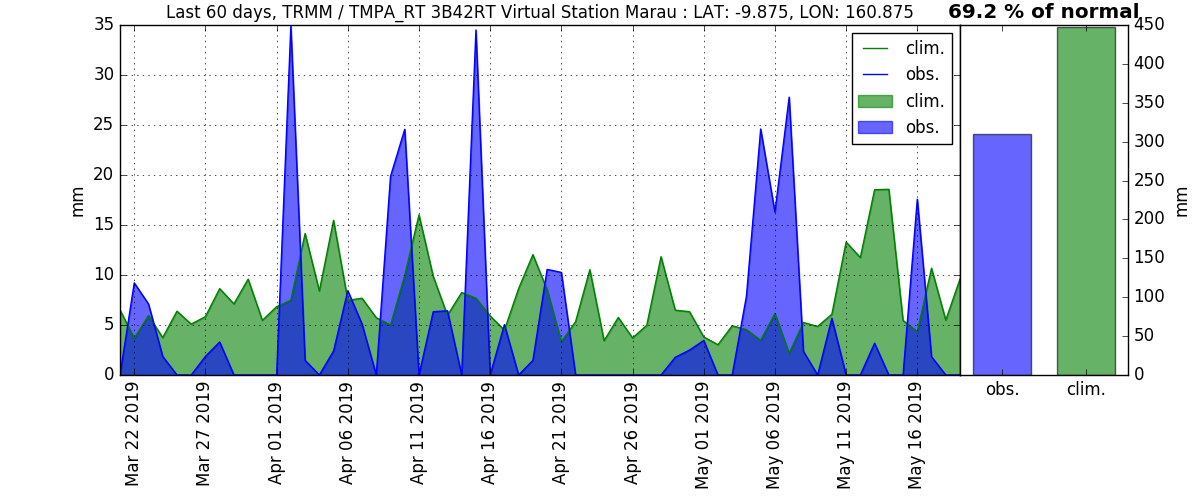 Last 60 days, TRMM / TMPA_RT 3B42RT Virtual Station Marau : LAT: -9.875, LON: 160.875
69.2 % of normal
mm
35
30
25
20
15
10
5
0
clim.
obs.
clim.
obs.
450
400
350
300
250
200
150
100
50
0
mm
obs.
clim.
Mar 22 2019
Mar 27 2019
Apr 01 2019
Apr 06 2019
Apr 11 2019
Apr 16 2019
Apr 21 2019
Apr 26 2019
May 01 2019
May 06 2019
May 11 2019
May 16 2019